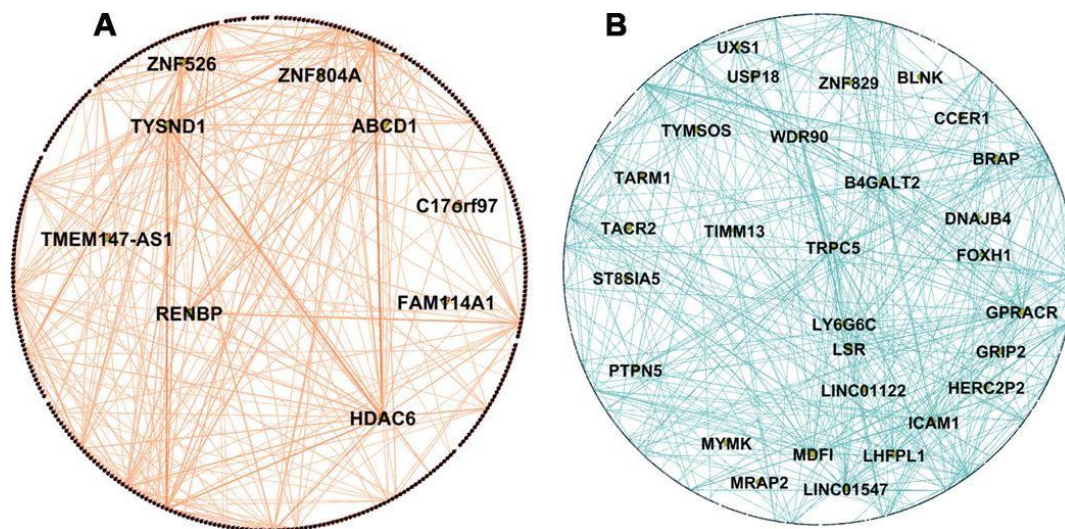 A
ZNF526
ZNF804A
TYSND1
ABCD1
C17orf97
TMEM147-AS1
FAM114A1
RENBP
HDAC6
B
UXS1
USP18
ZNF829
BLNK
CCER1
TYMSOS
WDR90
BRAP
TARM1
B4GALT2
DNAJB4
TACR2
TIMM13
TRPC5
FOXH1
ST8SIA5
GPRACR
LY6G6C
LSR
GRIP2
PTPN5
LINC01122
HERC2P2
ICAM1
MYMK
MDFI
LHFPL1
MRAP2
LINC01547